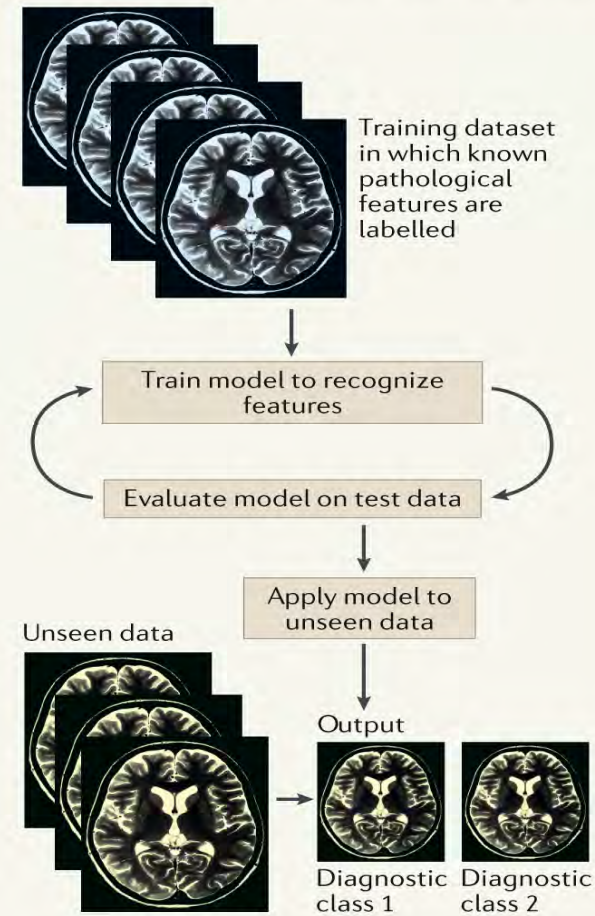 Training dataset
in which known
pathological
features are
labelled
Train model to recognize
features
Evaluate model on test data
Apply model to
unseen data
Unseen data
Output
Diagnostic
class 1
Diagnostic
class 2